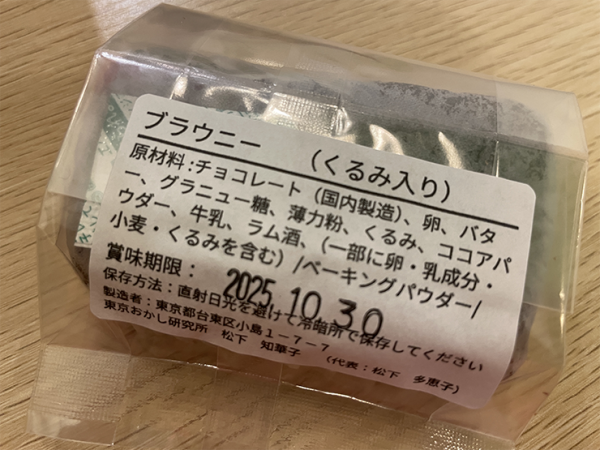 ブラウニー　（くるみ入り）
原材料：チョコレート（国内製造）、卵、バタ
ー、グラニュー糖、薄力粉、くるみ、ココアパ
ウダー、牛乳、ラム酒、（一部に卵・乳成分・
小麦・くるみを含む）/ベーキングパウダー/
賞味期限： 2025.10.30
保存方法：直射日光を避けて冷暗所で保存してください
製造者：東京都台東区小島１－７－７
東京おかし研究所　松下　知華子　（代表：松下　多恵子）